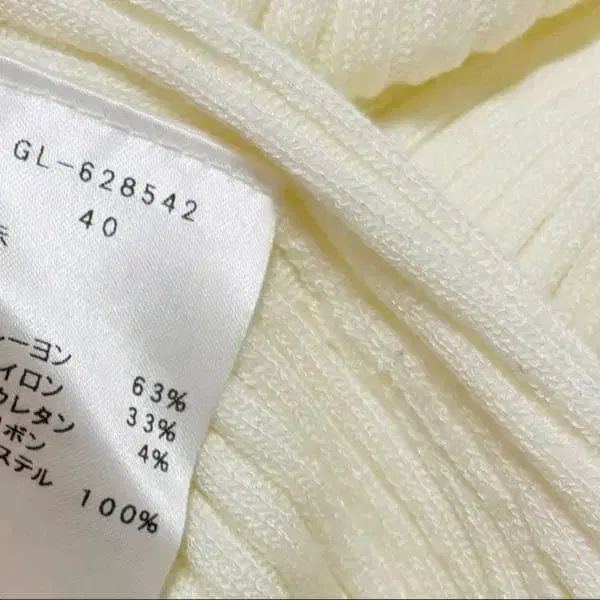 GL-628542
40
ーヨン 63%
イロン 33%
ウレタン 4%
ボン
ステル 100%